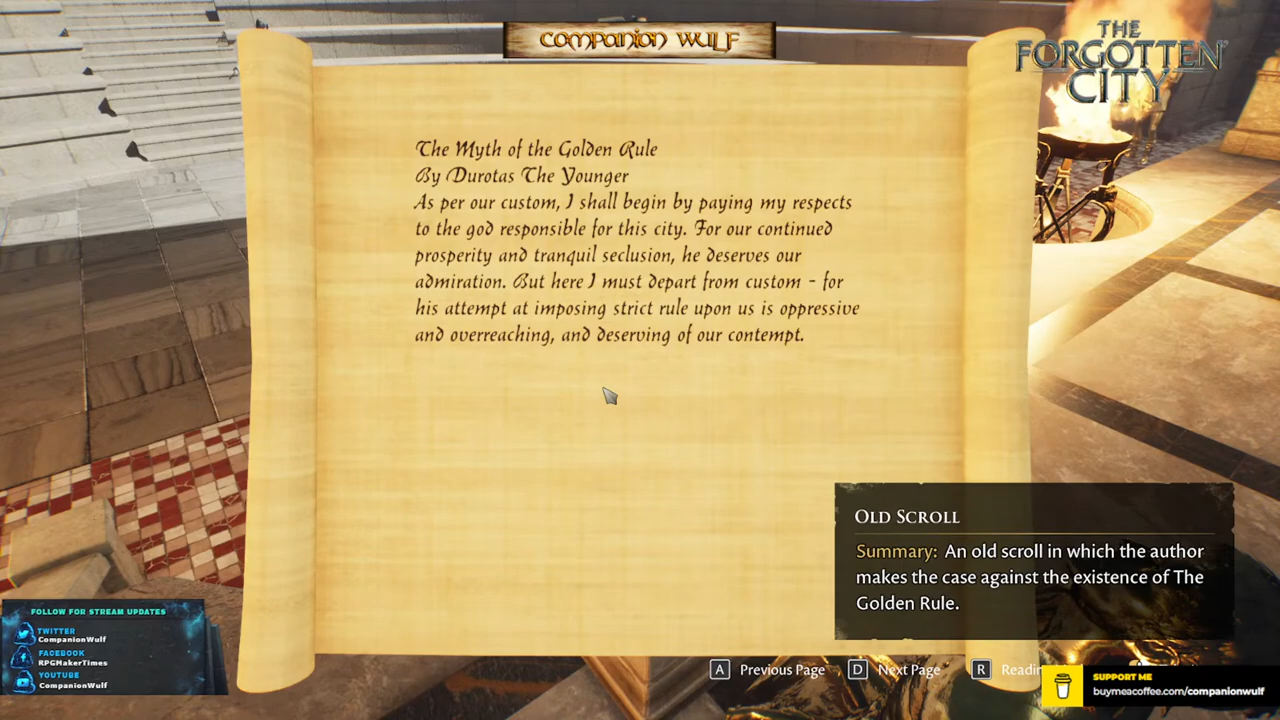 COMPANION WULF
THE
FORGOTTEN
CITY
The Myth of the Golden Rule
By Durotas The Younger
As per our custom, I shall begin by paying my respects
to the god responsible for this city. For our continued
prosperity and tranquil seclusion, he deserves our
admiration. But here I must depart from custom - for
his attempt at imposing strict rule upon us is oppressive
and overreaching, and deserving of our contempt.
OLD SCROLL
Summary: An old scroll in which the author
makes the case against the existence of The
Golden Rule.
FOLLOW FOR STREAM UPDATES
TWITTER
CompanionWulf
FACEBOOK
RPGMakerTimes
YOUTUBE
CompanionWulf
A Previous Page D Next Page R
SUPPORT ME
buymeacoffee.com/companionwulf